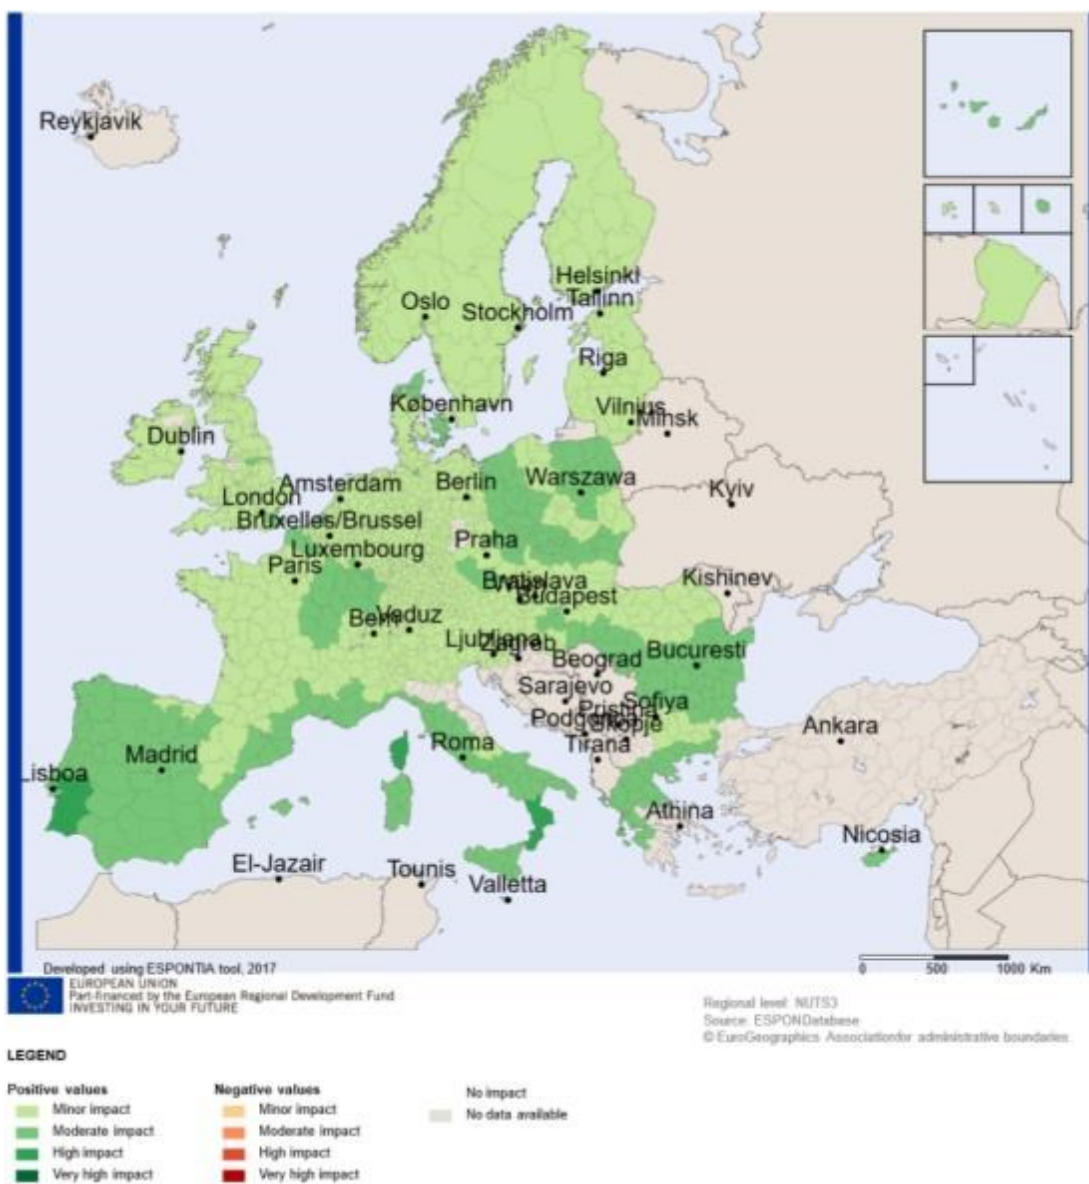 Reykjavik
Helsinki
Tallinn
Oslo
Stockholm
Riga
København
Vilnius
Minsk
Dublin
Amsterdam
Berlin
Warszawa
London
Kyiv
Bruxelles/Brussel
Praha
Luxembourg
Paris
Bratislava
Kishinev
Budapest
Vaduz
Bern
Ljubljana
Zagreb
Bucuresti
Beograd
Sarajevo
Sofiya
Pristina
Podgorica
Skopje
Ankara
Roma
Tirana
Madrid
Lisboa
Athina
Nicosia
El-Jazair
Tounis
Valletta
Developed using ESPONTIA tool, 2017
0 500 1000 Km
EUROPEAN UNION
Part-financed by the European Regional Development Fund
INVESTING IN YOUR FUTURE
Regional level: NUTS3
Source: ESPONDatabase
© EuroGeographics Associationfor administrative boundaries
LEGEND
Positive values
Minor impact
Moderate impact
High impact
Very high impact
Negative values
Minor impact
Moderate impact
High impact
Very high impact
No impact
No data available